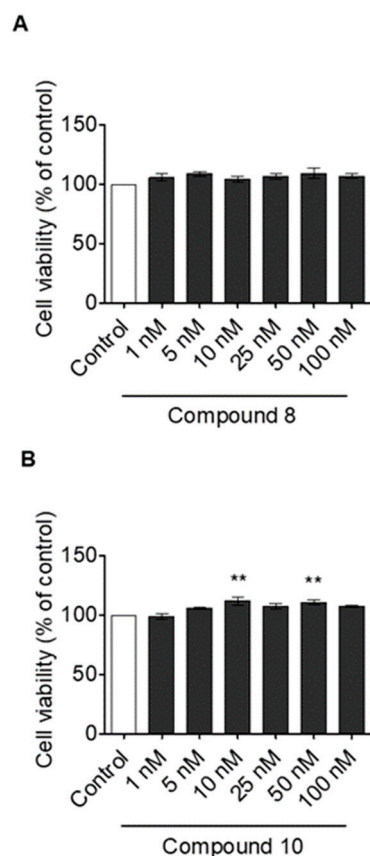 A
Cell viability (% of control)
150
100
50
0
Control
1 nM
5 nM
10 nM
25 nM
50 nM
100 nM
Compound 8
B
Cell viability (% of control)
150
100
50
0
**
**
Control
1 nM
5 nM
10 nM
25 nM
50 nM
100 nM
Compound 10